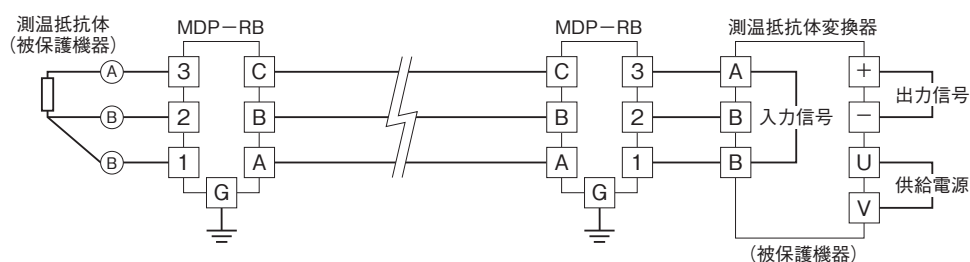 測温抵抗体
(被保護機器)
MDP−RB
MDP−RB
測温抵抗体変換器
A 3 C C 3 A +
出力信号
B 2 B B 2 B 入力信号 −
B 1 A A 1 B U
供給電源
G G V
(被保護機器)